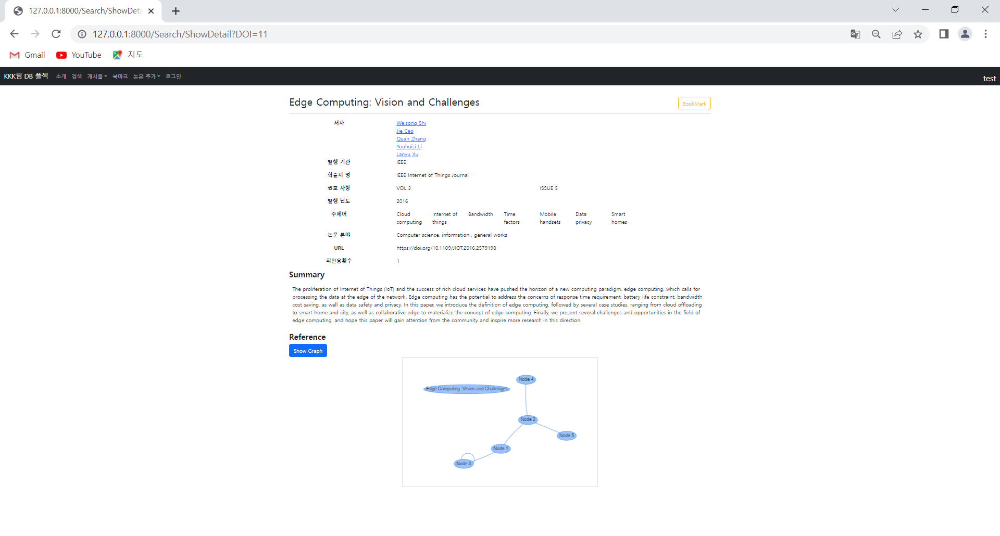 127.0.0.1:8000/Search/ShowDeta
127.0.0.1:8000/Search/ShowDetail?DOI=11
Gmail YouTube 지도
KKK팀 DB 플젝 소개 검색 게시물 북마크 논문 추가 로그인 test
Edge Computing: Vision and Challenges BookMark
저자 Weisong Shi
Jie Cao
Quan Zhang
Youhuizi Li
Lanyu Xu
발행 기관 IEEE
학술지 명 IEEE Internet of Things Journal
권호 사항 VOL 3 ISSUE 5
발행 년도 2016
주제어 Cloud computing Internet of things Bandwidth Time factors Mobile handsets Data privacy Smart homes
논문 분야 Computer science, information , general works
URL https://doi.org/10.1109/JIOT.2016.2579198
피인용횟수 1
Summary
The proliferation of Internet of Things (IoT) and the success of rich cloud services have pushed the horizon of a new computing paradigm, edge computing, which calls for
processing the data at the edge of the network. Edge computing has the potential to address the concerns of response time requirement, battery life constraint, bandwidth
cost saving, as well as data safety and privacy. In this paper, we introduce the definition of edge computing, followed by several case studies, ranging from cloud offloading
to smart home and city, as well as collaborative edge to materialize the concept of edge computing. Finally, we present several challenges and opportunities in the field of
edge computing, and hope this paper will gain attention from the community and inspire more research in this direction.
Reference
Show Graph
Node 4
Edge Computing: Vision and Challenges
Node 2
Node 5
Node 1
Node 3